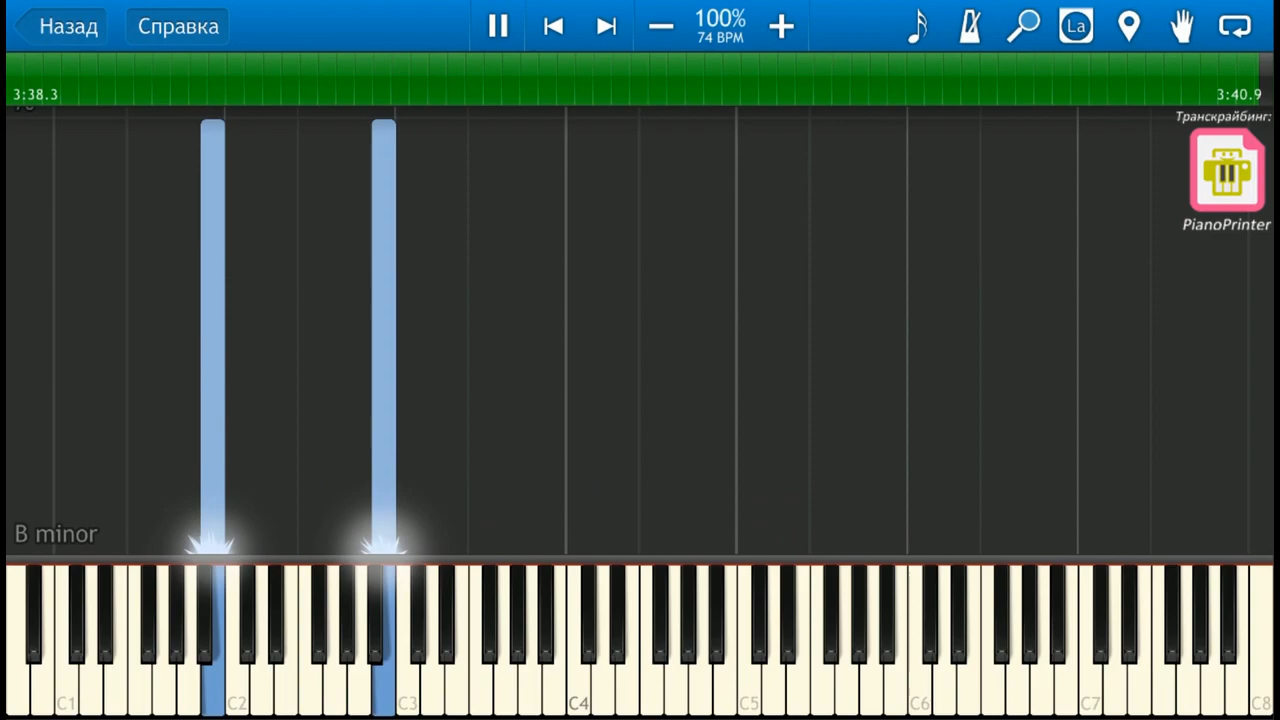 Назад
Справка
100%
74 BPM
La
3:38.3
3:40.9
Транскрайбинг:
PianoPrinter
B minor
C1
C2
C3
C4
C5
C6
C7
C8